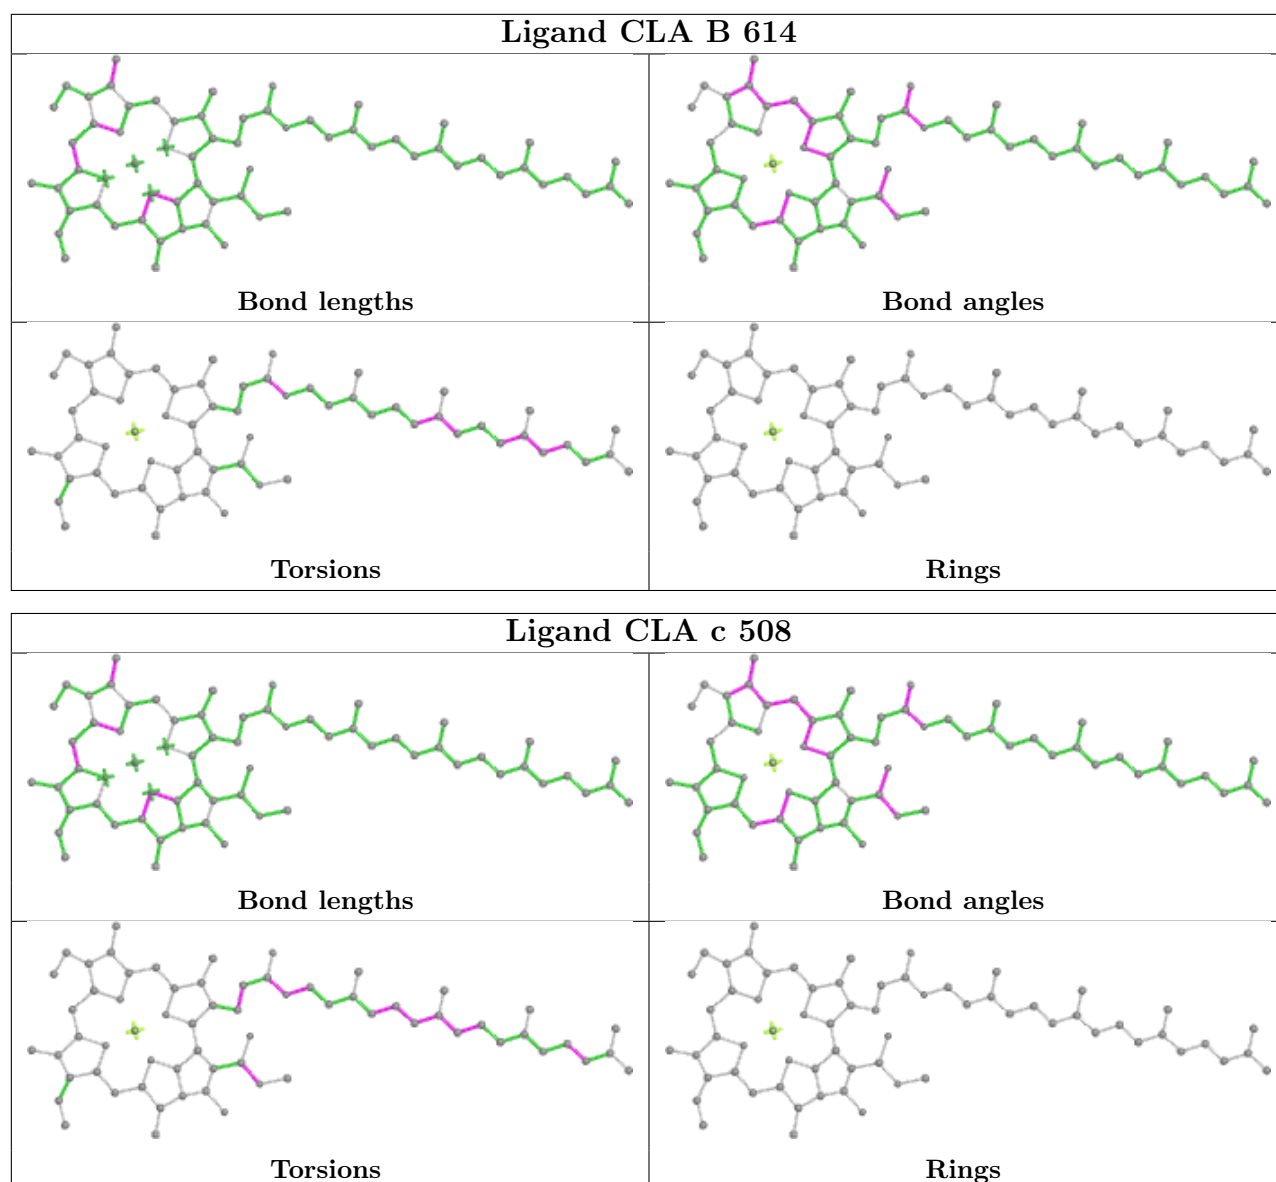 Ligand CLA B 614
Bond lengths
Bond angles
Torsions
Rings
Ligand CLA c 508
Bond lengths
Bond angles
Torsions
Rings